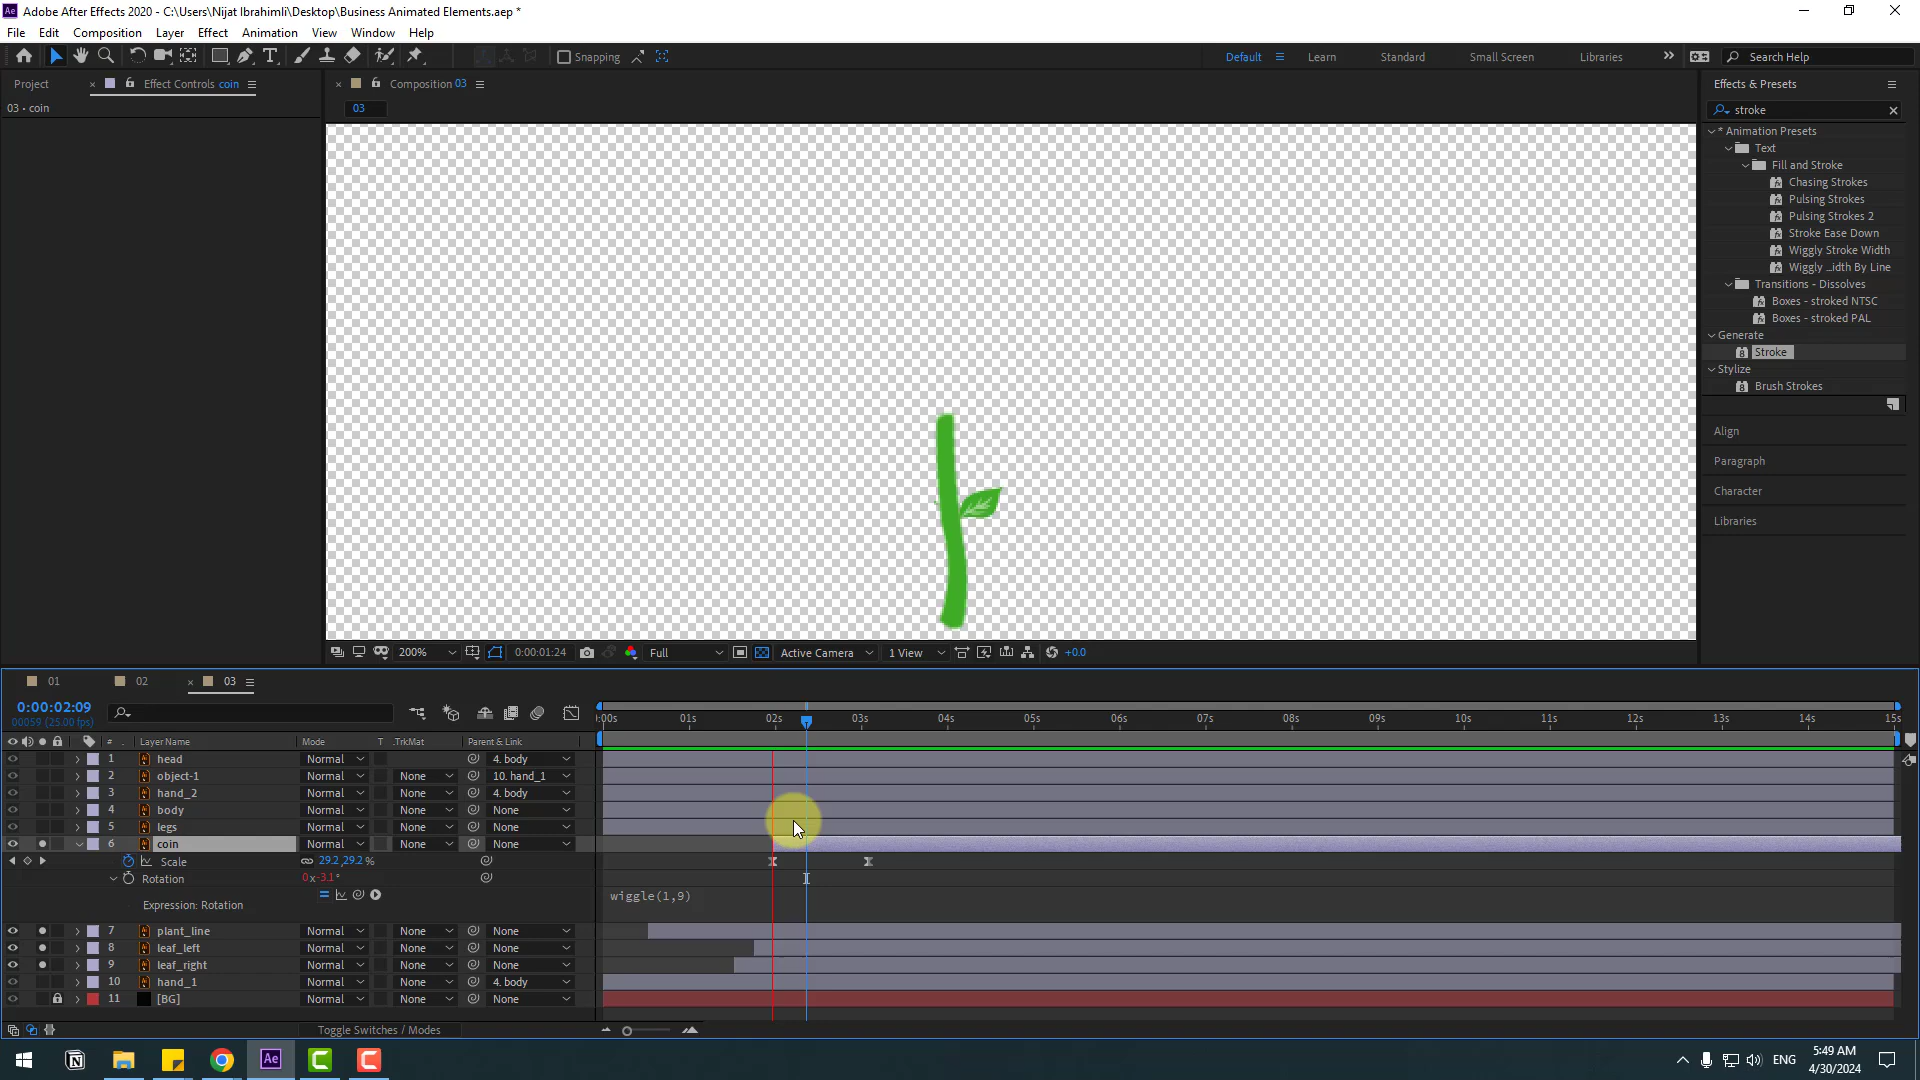 Adobe After Effects 2020 - C:\Users\Nijat Ibrahimli\Desktop\Business Animated Elements.aep *
File Edit Composition Layer Effect Animation View Window Help
Snapping Default Learn Standard Small Screen Libraries Search Help
Project Effect Controls coin Composition 03 Effects & Presets
03 • coin 03 stroke
* Animation Presets
Text
Fill and Stroke
Chasing Strokes
Pulsing Strokes
Pulsing Strokes 2
Stroke Ease Down
Wiggly Stroke Width
Wiggly ...idth By Line
Transitions - Dissolves
Boxes - stroked NTSC
Boxes - stroked PAL
Generate
Stroke
Stylize
Brush Strokes
Align
Paragraph
Character
Libraries
200% 0:00:01:24 Full Active Camera 1 View +0.0
01 02 03
0:00:02:09
00059 (25.00 fps)
:00s 01s 02s 03s 04s 05s 06s 07s 08s 09s 10s 11s 12s 13s 14s 15s
# Layer Name Mode T .TrkMat Parent & Link
1 head Normal 4. body
2 object-1 Normal None 10. hand_1
3 hand_2 Normal None 4. body
4 body Normal None None
5 legs Normal None None
6 coin Normal None None
Scale 29.2,29.2 %
Rotation 0x-3.1°
wiggle(1,9)
Expression: Rotation
7 plant_line Normal None None
8 leaf_left Normal None None
9 leaf_right Normal None None
10 hand_1 Normal None 4. body
11 [BG] Normal None None
Toggle Switches / Modes
Ae ENG 5:49 AM
4/30/2024